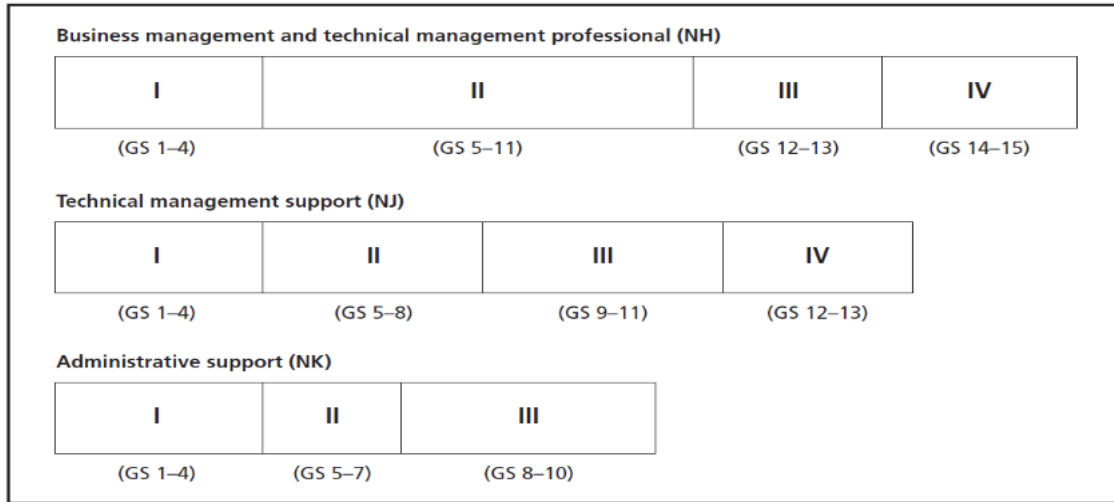 Business management and technical management professional (NH)
I II III IV
(GS 1–4) (GS 5–11) (GS 12–13) (GS 14–15)
Technical management support (NJ)
I II III IV
(GS 1–4) (GS 5–8) (GS 9–11) (GS 12–13)
Administrative support (NK)
I II III
(GS 1–4) (GS 5–7) (GS 8–10)